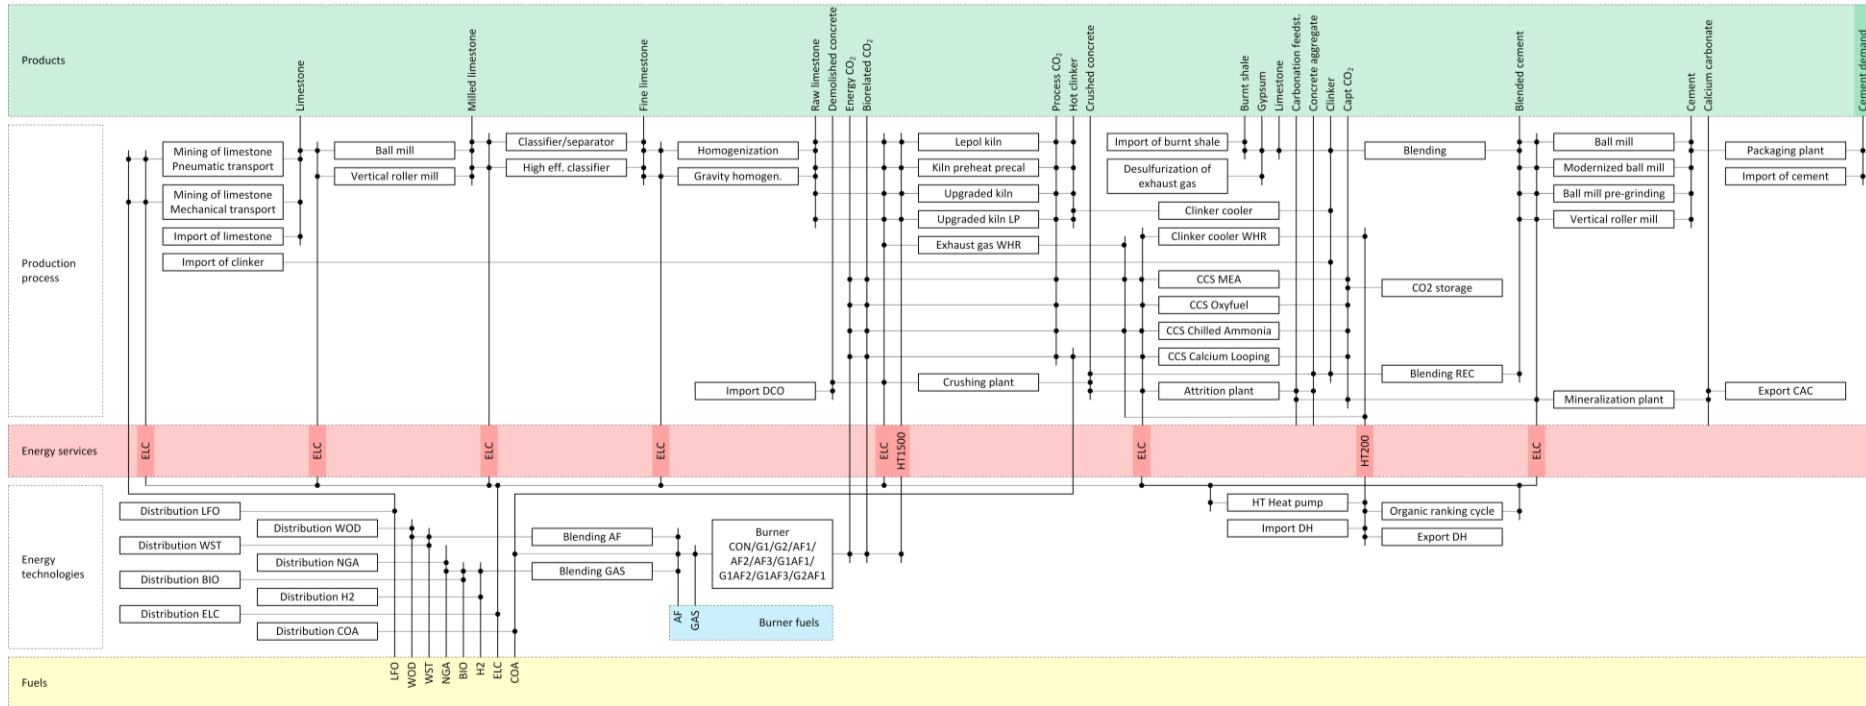 Products
Limestone
Milled limestone
Fine limestone
Raw limestone
Demolished concrete
Energy CO₂
Biorelated CO₂
Process CO₂
Hot clinker
Crushed concrete
Burnt shale
Gypsum
Limestone
Carbonation feedst.
Concrete aggregate
Clinker
Capt CO₂
Blended cement
Cement
Calcium carbonate
Cement demand
Production
process
Mining of limestone
Pneumatic transport
Mining of limestone
Mechanical transport
Import of limestone
Import of clinker
Ball mill
Vertical roller mill
Classifier/separator
High eff. classifier
Homogenization
Gravity homogen.
Import DCO
Lepol kiln
Kiln preheat precal
Upgraded kiln
Upgraded kiln LP
Exhaust gas WHR
Crushing plant
Import of burnt shale
Desulfurization of
exhaust gas
Clinker cooler
Clinker cooler WHR
CCS MEA
CCS Oxyfuel
CCS Chilled Ammonia
CCS Calcium Looping
Attrition plant
Blending
CO2 storage
Blending REC
Ball mill
Modernized ball mill
Ball mill pre-grinding
Vertical roller mill
Mineralization plant
Packaging plant
Import of cement
Export CAC
Energy services
ELC
ELC
ELC
ELC
ELC
HT1500
ELC
HT200
ELC
Energy
technologies
Distribution LFO
Distribution WOD
Distribution WST
Distribution NGA
Distribution BIO
Distribution H2
Distribution ELC
Distribution COA
Blending AF
Blending GAS
Burner
CON/G1/G2/AF1/
AF2/AF3/G1AF1/
G1AF2/G1AF3/G2AF1
AF
GAS
Burner fuels
HT Heat pump
Import DH
Organic ranking cycle
Export DH
Fuels
LFO
WOD
WST
NGA
BIO
H2
ELC
COA